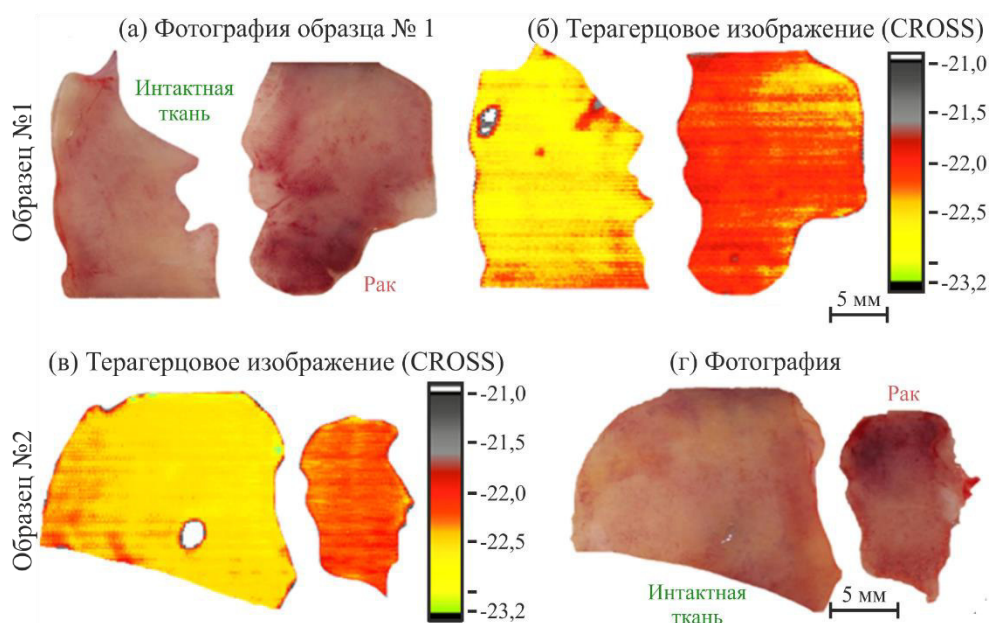 (а) Фотография образца № 1
(б) Терагерцовое изображение (CROSS)
Образец №1
Интактная
ткань
Рак
-21,0
-21,5
-22,0
-22,5
-23,2
5 мм
(в) Терагерцовое изображение (CROSS)
(г) Фотография
Образец №2
-21,0
-21,5
-22,0
-22,5
-23,2
Рак
Интактная
ткань
5 мм